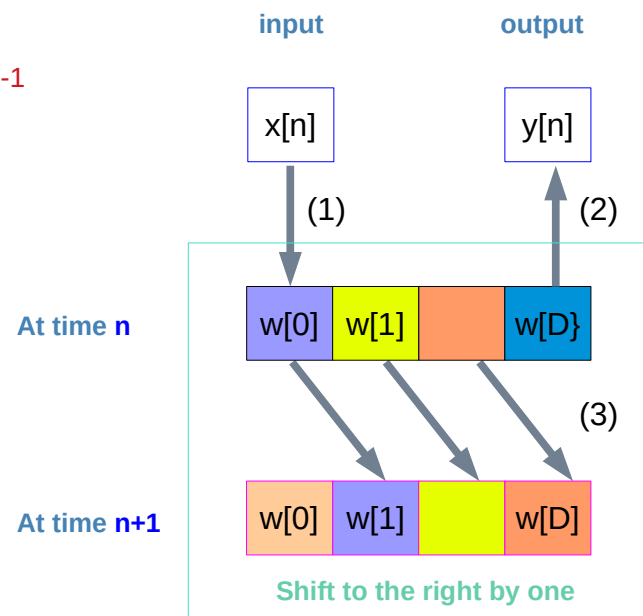 input output
-1
x[n] y[n]
(1) (2)
At time n w[0] w[1] w[D}
(3)
At time n+1 w[0] w[1] w[D]
Shift to the right by one